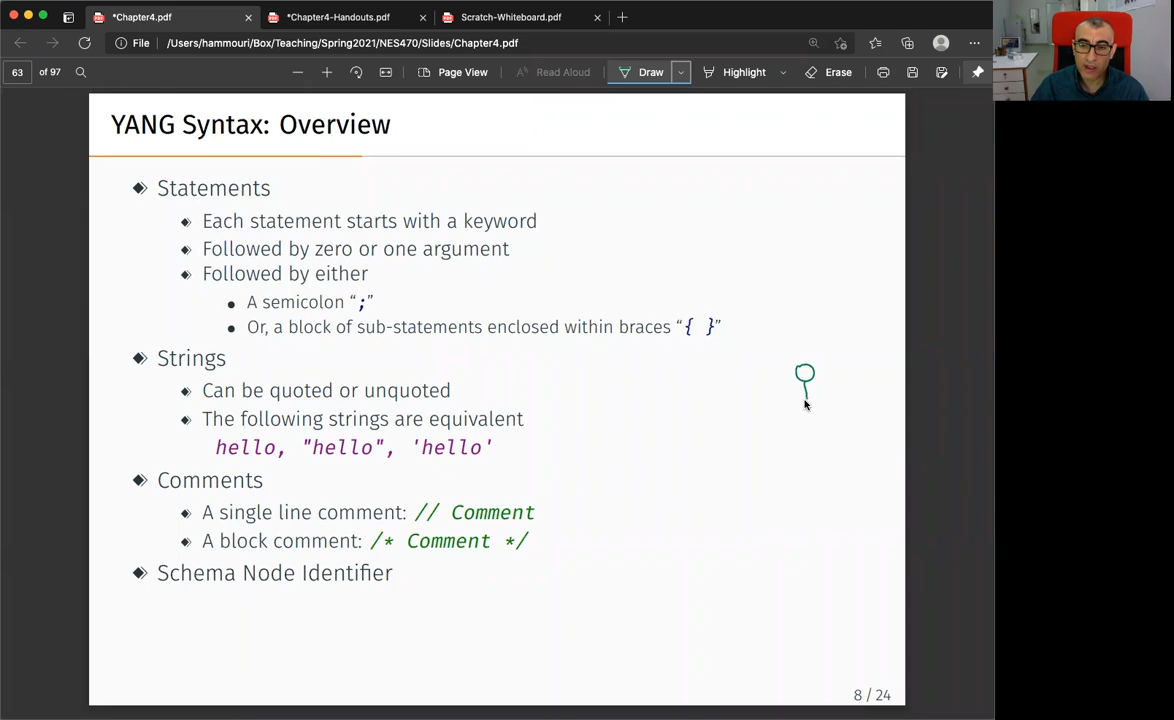 *Chapter4.pdf
*Chapter4-Handouts.pdf
Scratch-Whiteboard.pdf
File
/Users/hammouri/Box/Teaching/Spring2021/NES470/Slides/Chapter4.pdf
63 of 97
Page View
Read Aloud
Draw
Highlight
Erase
YANG Syntax: Overview
Statements
Each statement starts with a keyword
Followed by zero or one argument
Followed by either
A semicolon “;”
Or, a block of sub-statements enclosed within braces “{ }”
Strings
Can be quoted or unquoted
The following strings are equivalent
hello, "hello", 'hello'
Comments
A single line comment: // Comment
A block comment: /* Comment */
Schema Node Identifier
8 / 24